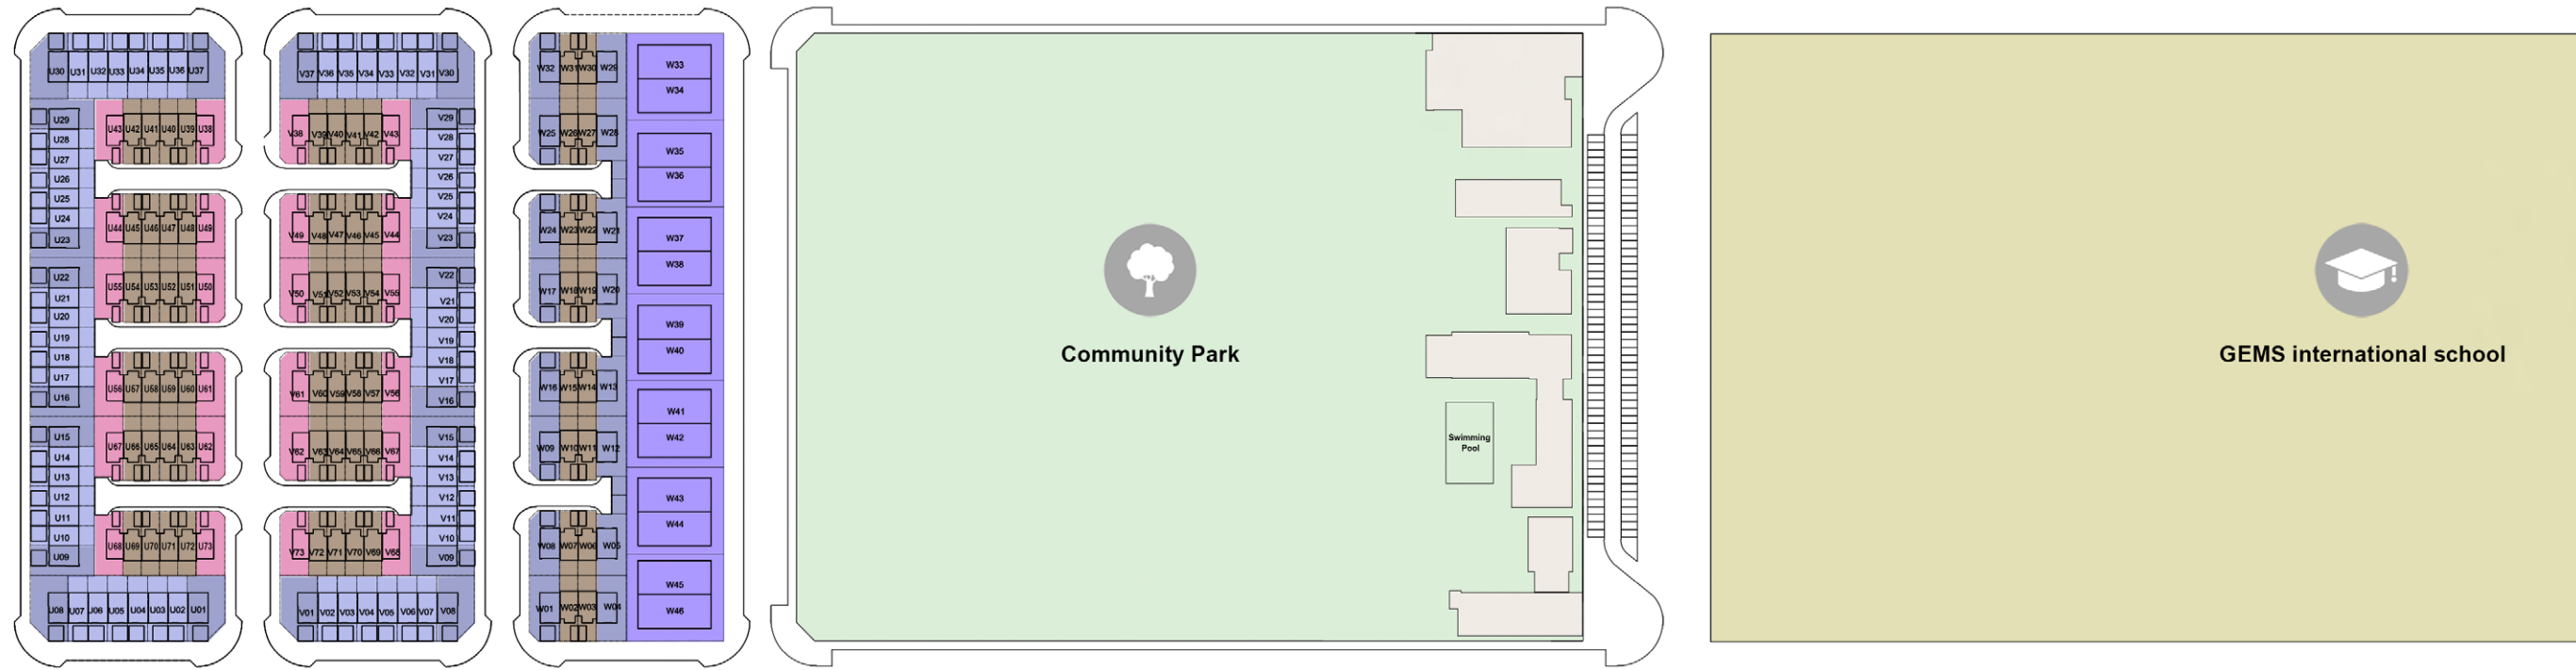 U30 U31 U32 U33 U34 U35 U36 U37
U29
U28
U27
U26
U25
U24
U23
U22
U21
U20
U19
U18
U17
U16
U15
U14
U13
U12
U11
U10
U09
U43 U42 U41 U40 U39 U38
U44 U45 U46 U47 U48 U49
U55 U54 U53 U52 U51 U50
U56 U57 U58 U59 U60 U61
U67 U66 U65 U64 U63 U62
U68 U69 U70 U71 U72 U73
U08 U07 U06 U05 U04 U03 U02 U01
V37 V36 V35 V34 V33 V32 V31 V30
V38 V39 V40 V41 V42 V43
V49 V48 V47 V46 V45 V44
V50 V51 V52 V53 V54 V55
V61 V60 V59 V58 V57 V56
V62 V63 V64 V65 V66 V67
V73 V72 V71 V70 V69 V68
V29
V28
V27
V26
V25
V24
V23
V22
V21
V20
V19
V18
V17
V16
V15
V14
V13
V12
V11
V10
V09
V01 V02 V03 V04 V05 V06 V07 V08
W32 W31 W30 W29
W25 W26 W27 W28
W24 W23 W22 W21
W17 W18 W19 W20
W16 W15 W14 W13
W09 W10 W11 W12
W08 W07 W06 W05
W01 W02 W03 W04
W33
W34
W35
W36
W37
W38
W39
W40
W41
W42
W43
W44
W45
W46
Community Park
Swimming
Pool
GEMS international school